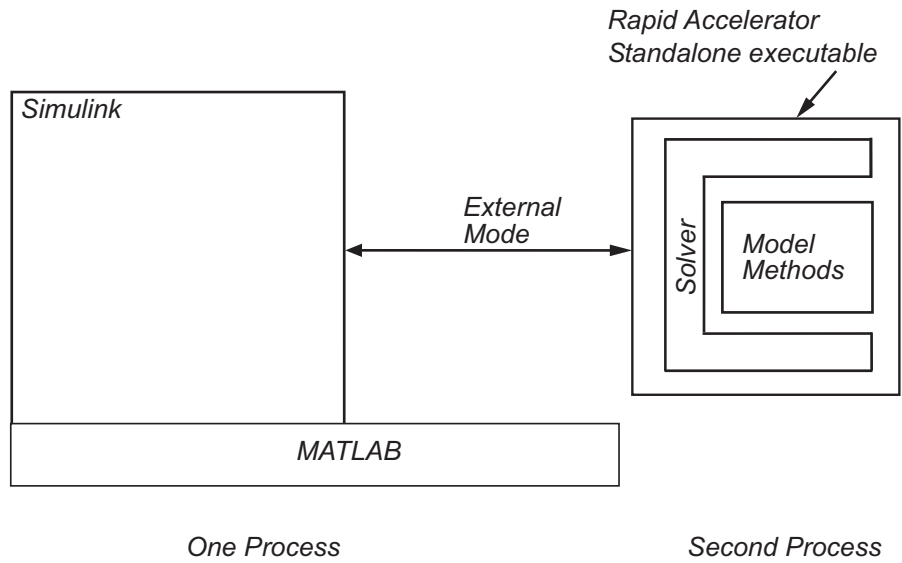 Rapid Accelerator
Standalone executable
Simulink
External
Mode
Solver
Model
Methods
MATLAB
One Process
Second Process